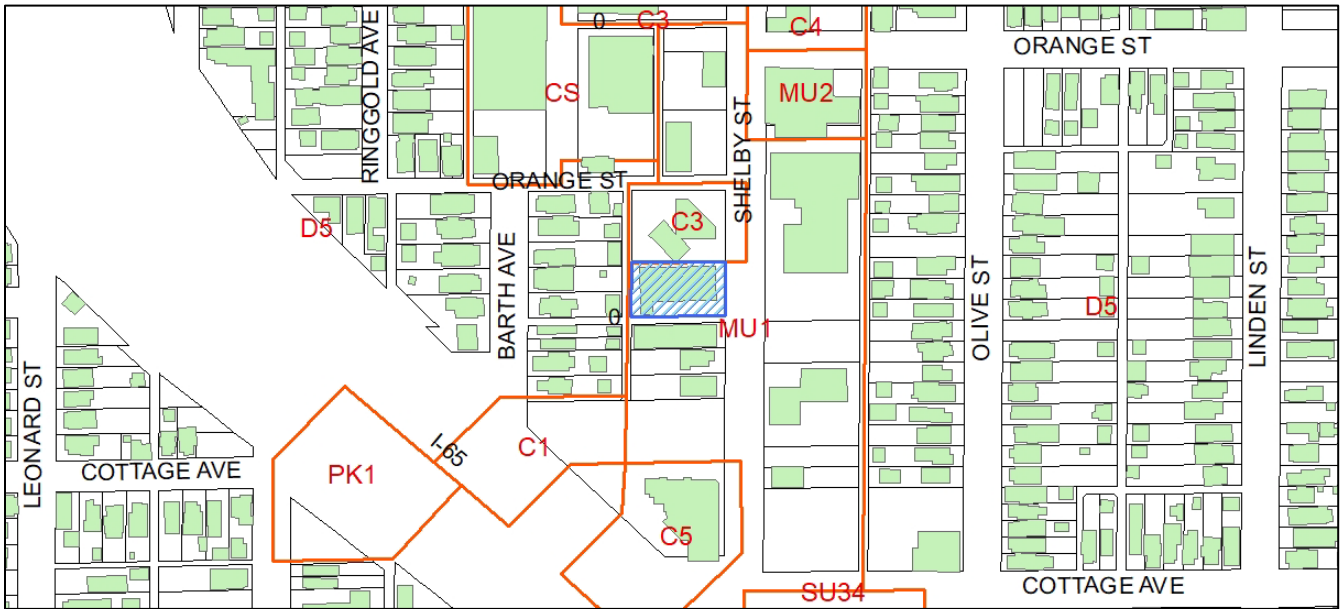 RINGGOLD AVE
0
C3
C4
ORANGE ST
CS
MU2
SHELBY ST
ORANGE ST
D5
C3
BARTH AVE
OLIVE ST
LINDEN ST
D5
0
MU1
LEONARD ST
I-65
C1
COTTAGE AVE
PK1
C5
SU34
COTTAGE AVE